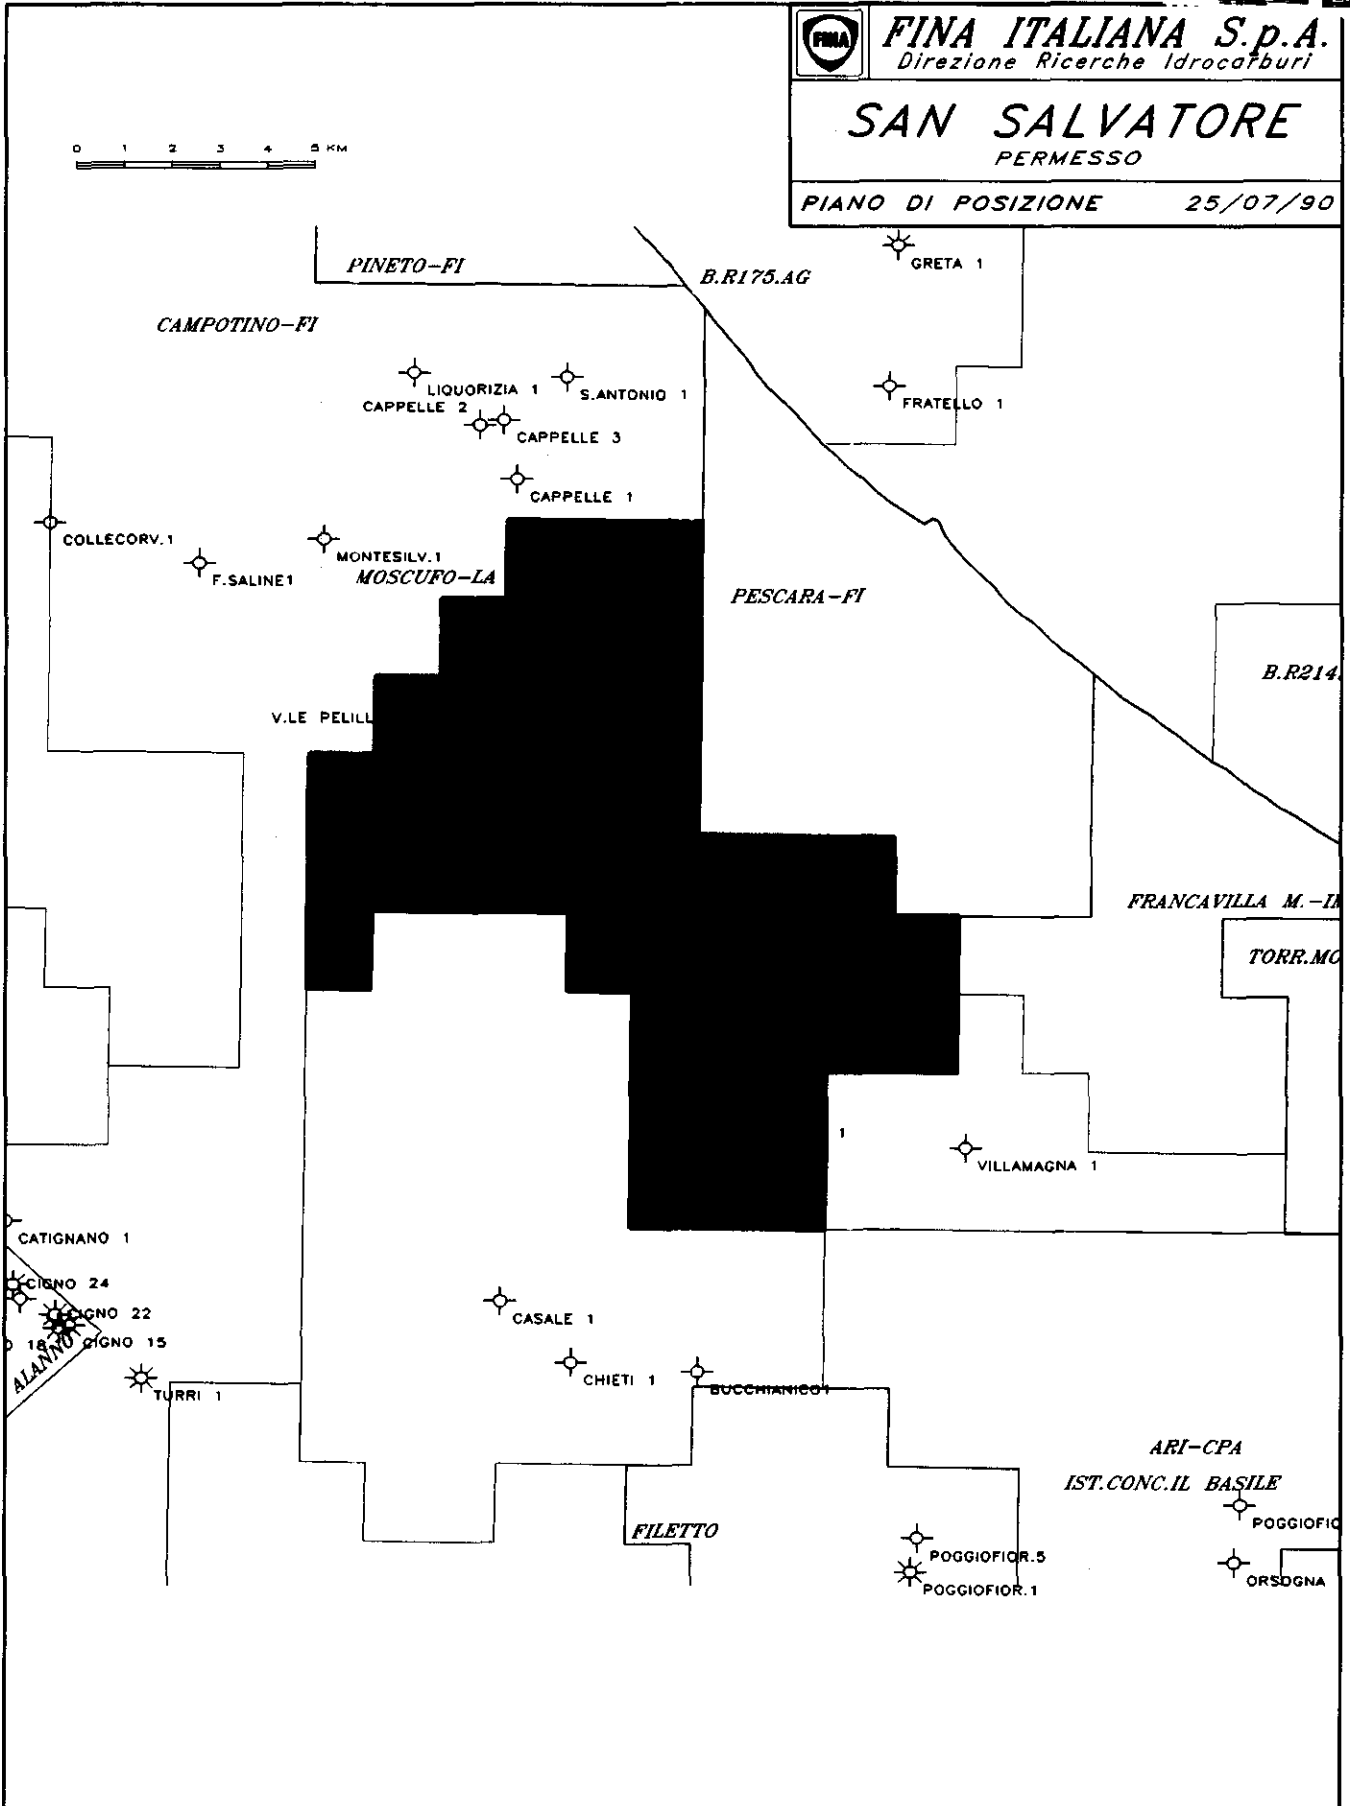 FINA
FINA ITALIANA S.p.A.
Direzione Ricerche Idrocarburi
SAN SALVATORE
PERMESSO
PIANO DI POSIZIONE 25/07/90
0 1 2 3 4 5 KM
PINETO-FI
B.R175.AG
GRETA 1
CAMPOTINO-FI
LIQUORIZIA 1
S.ANTONIO 1
CAPPELLE 2
FRATELLO 1
CAPPELLE 3
CAPPELLE 1
COLLECORV.1
MONTESILV.1
F.SALINE1
MOSCUFO-LA
PESCARA-FI
B.R214.
V.LE PELILL
FRANCAVILLA M.-I
TORR.MO
1
VILLAMAGNA 1
CATIGNANO 1
CIGNO 24
CIGNO 22
18
CIGNO 15
ALANNO
TURRI 1
CASALE 1
CHIETI 1
BUCCHIANICO1
ARI-CPA
IST.CONC.IL BASILE
POGGIOFIO
FILETTO
POGGIOFIOR.5
ORSOGNA
POGGIOFIOR.1